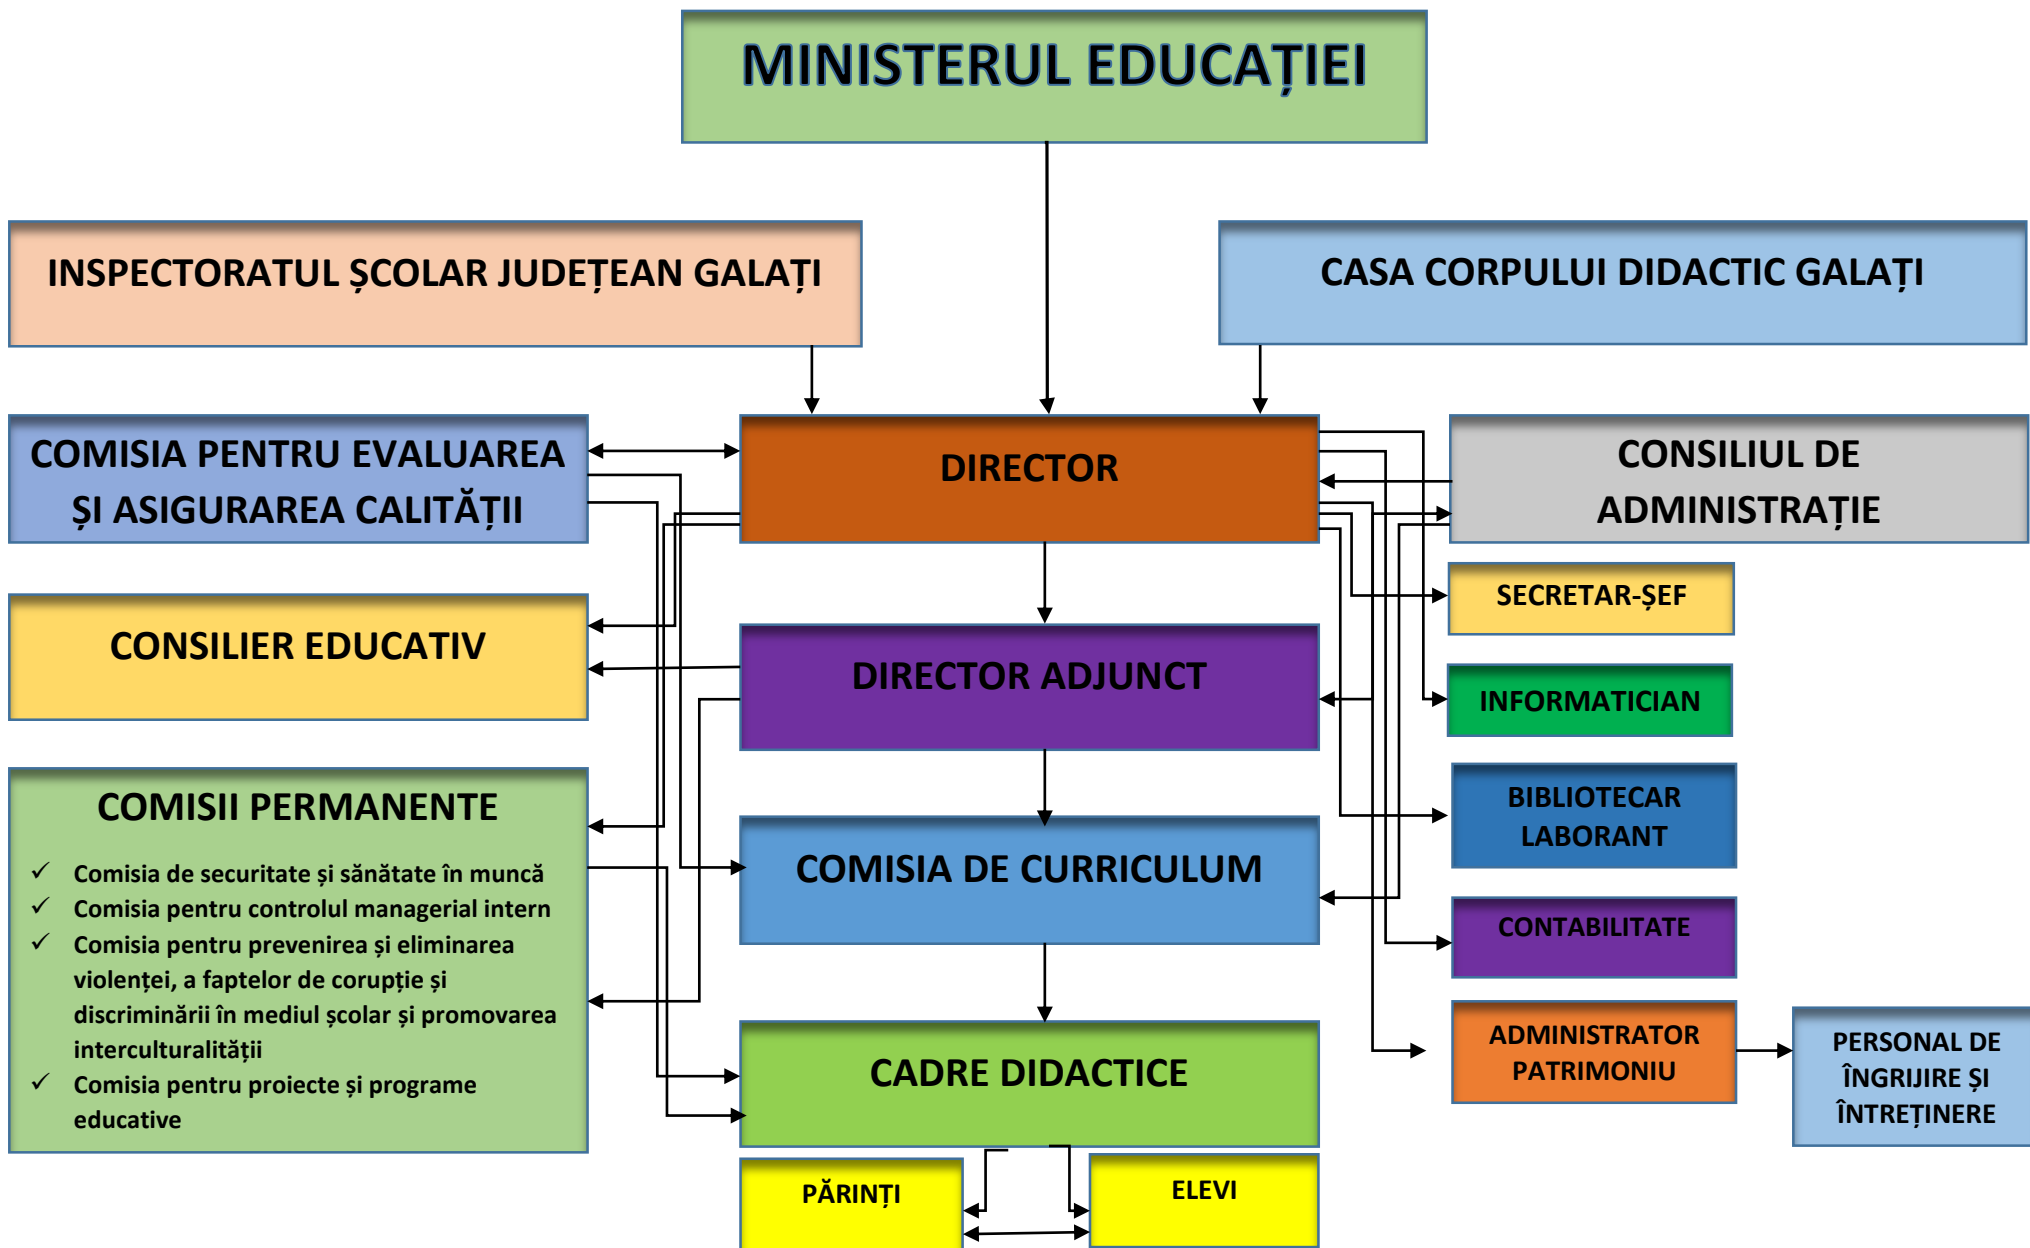 MINISTERUL EDUCAȚIEI
INSPECTORATUL ȘCOLAR JUDEȚEAN GALAȚI
CASA CORPULUI DIDACTIC GALAȚI
COMISIA PENTRU EVALUAREA
ȘI ASIGURAREA CALITĂȚII
DIRECTOR
CONSILIUL DE
ADMINISTRAȚIE
SECRETAR-ȘEF
CONSILIER EDUCATIV
DIRECTOR ADJUNCT
INFORMATICIAN
COMISII PERMANENTE
✓ Comisia de securitate și sănătate în muncă
✓ Comisia pentru controlul managerial intern
✓ Comisia pentru prevenirea și eliminarea
violenței, a faptelor de corupție și
discriminării în mediul școlar și promovarea
interculturalității
✓ Comisia pentru proiecte și programe
educative
COMISIA DE CURRICULUM
BIBLIOTECAR
LABORANT
CONTABILITATE
CADRE DIDACTICE
ADMINISTRATOR
PATRIMONIU
PERSONAL DE
ÎNGRIJIRE ȘI
ÎNTREȚINERE
PĂRINȚI
ELEVI